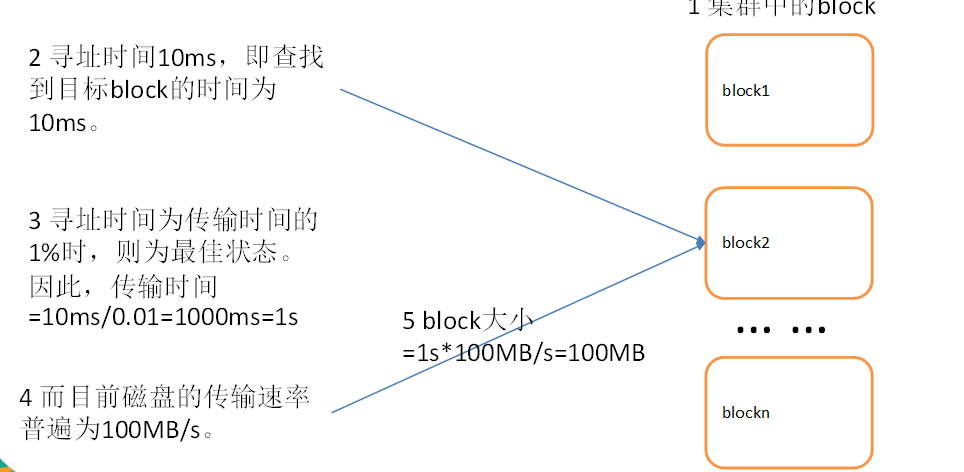 1 集群中的block
2 寻址时间10ms，即查找
到目标block的时间为
10ms。
block1
3 寻址时间为传输时间的
1%时，则为最佳状态。
因此，传输时间
=10ms/0.01=1000ms=1s
block2
5 block大小
=1s*100MB/s=100MB
… …
4 而目前磁盘的传输速率
普遍为100MB/s。
blockn